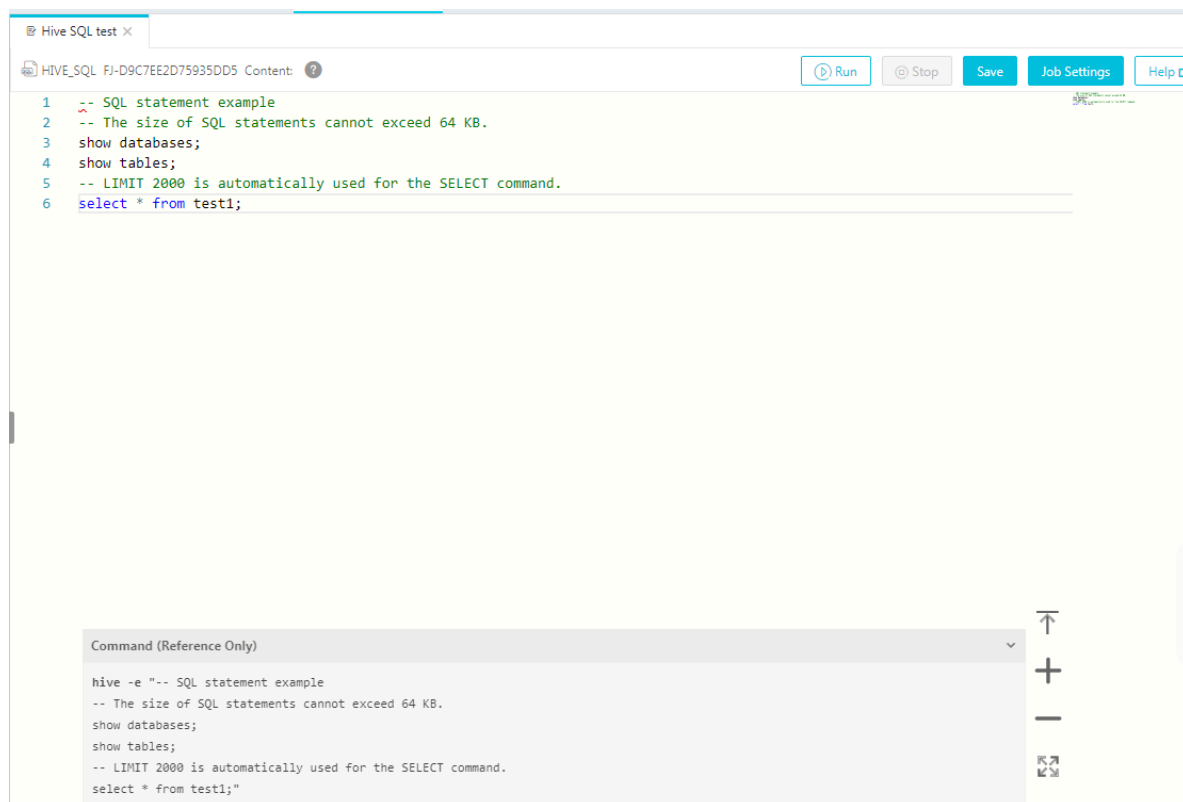 Hive SQL test
HIVE_SQL FJ-D9C7EE2D75935DD5 Content: ?
Run Stop Save Job Settings Help
1 -- SQL statement example
2 -- The size of SQL statements cannot exceed 64 KB.
3 show databases;
4 show tables;
5 -- LIMIT 2000 is automatically used for the SELECT command.
6 select * from test1;
Command (Reference Only)
hive -e "-- SQL statement example
-- The size of SQL statements cannot exceed 64 KB.
show databases;
show tables;
-- LIMIT 2000 is automatically used for the SELECT command.
select * from test1;"